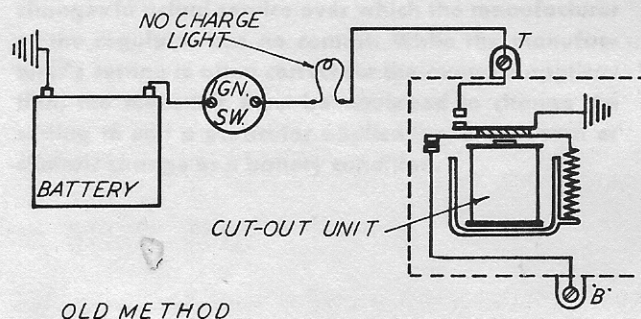 NO CHARGE
LIGHT
T
IGN.
SW.
BATTERY
CUT-OUT UNIT
"B"
OLD METHOD